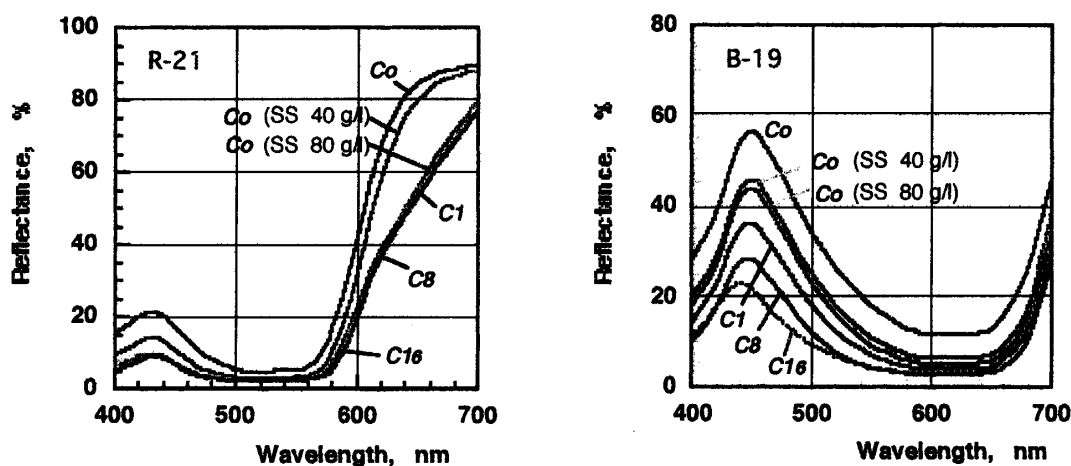 R-21
Reflectance, %
100
80
60
40
20
0
Co
Co (SS 40 g/l)
Co (SS 80 g/l)
C1
C8
C16
400 500 600 700
Wavelength, nm
B-19
Reflectance, %
80
60
40
20
0
Co
Co (SS 40 g/l)
Co (SS 80 g/l)
C1
C8
C16
400 500 600 700
Wavelength, nm